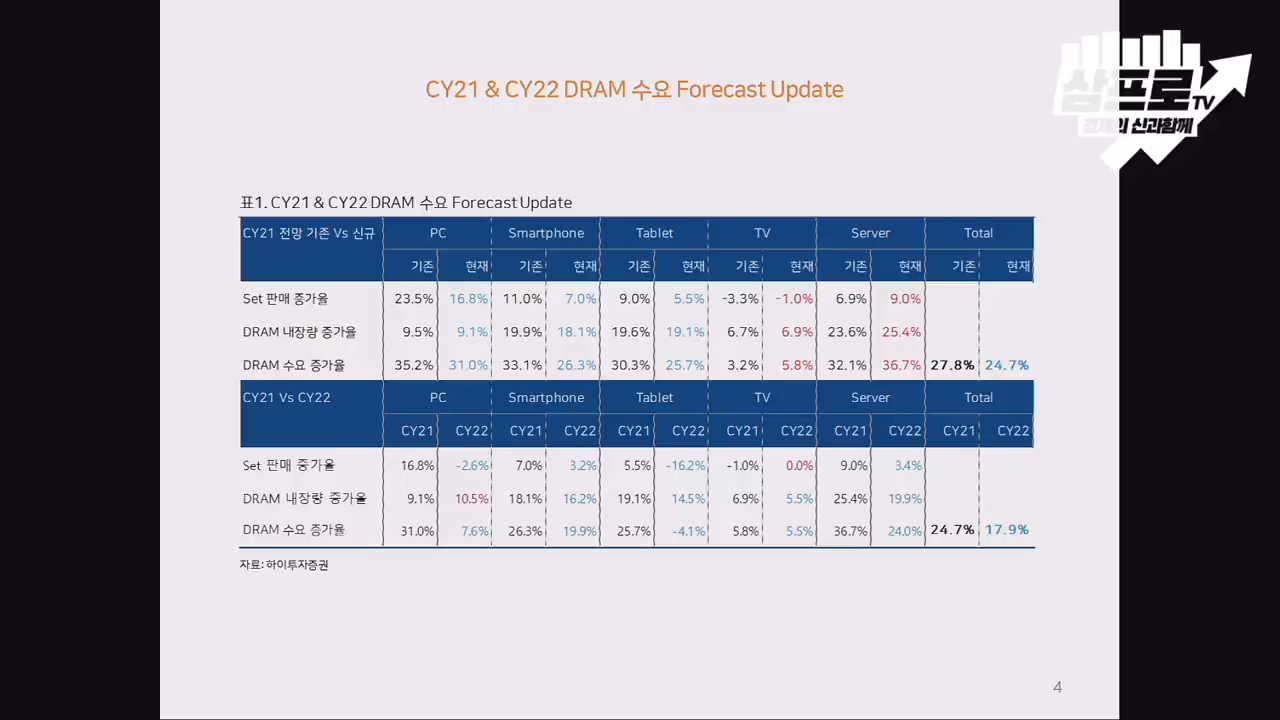 CY21 & CY22 DRAM 수요 Forecast Update
삼프로TV
경제의 신과함께
표1. CY21 & CY22 DRAM 수요 Forecast Update
CY21 전망 기존 Vs 신규 PC Smartphone Tablet TV Server Total
기존 현재 기존 현재 기존 현재 기존 현재 기존 현재 기존 현재
Set 판매 증가율 23.5% 16.8% 11.0% 7.0% 9.0% 5.5% -3.3% -1.0% 6.9% 9.0%
DRAM 내장량 증가율 9.5% 9.1% 19.9% 18.1% 19.6% 19.1% 6.7% 6.9% 23.6% 25.4%
DRAM 수요 증가율 35.2% 31.0% 33.1% 26.3% 30.3% 25.7% 3.2% 5.8% 32.1% 36.7% 27.8% 24.7%
CY21 Vs CY22 PC Smartphone Tablet TV Server Total
CY21 CY22 CY21 CY22 CY21 CY22 CY21 CY22 CY21 CY22 CY21 CY22
Set 판매 증가율 16.8% -2.6% 7.0% 3.2% 5.5% -16.2% -1.0% 0.0% 9.0% 3.4%
DRAM 내장량 증가율 9.1% 10.5% 18.1% 16.2% 19.1% 14.5% 6.9% 5.5% 25.4% 19.9%
DRAM 수요 증가율 31.0% 7.6% 26.3% 19.9% 25.7% -4.1% 5.8% 5.5% 36.7% 24.0% 24.7% 17.9%
자료: 하이투자증권
4